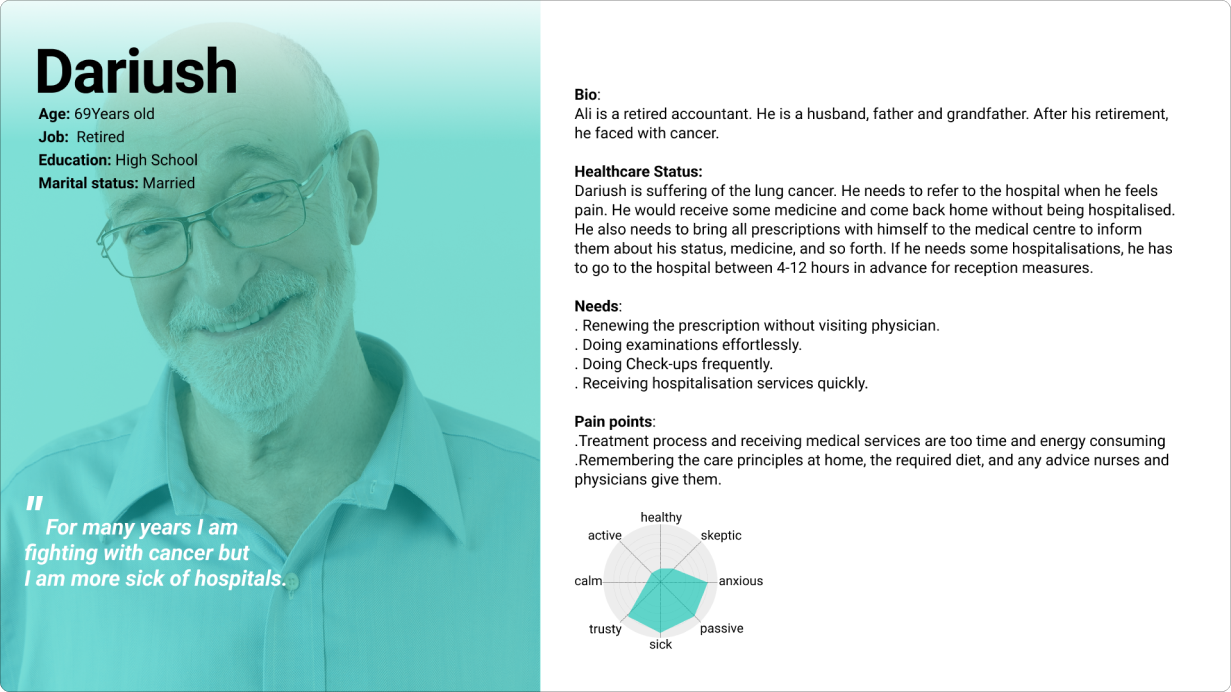 Dariush
Age: 69Years old
Job: Retired
Education: High School
Marital status: Married
"
For many years I am
fighting with cancer but
I am more sick of hospitals.
Bio:
Ali is a retired accountant. He is a husband, father and grandfather. After his retirement,
he faced with cancer.
Healthcare Status:
Dariush is suffering of the lung cancer. He needs to refer to the hospital when he feels
pain. He would receive some medicine and come back home without being hospitalised.
He also needs to bring all prescriptions with himself to the medical centre to inform
them about his status, medicine, and so forth. If he needs some hospitalisations, he has
to go to the hospital between 4-12 hours in advance for reception measures.
Needs:
. Renewing the prescription without visiting physician.
. Doing examinations effortlessly.
. Doing Check-ups frequently.
. Receiving hospitalisation services quickly.
Pain points:
.Treatment process and receiving medical services are too time and energy consuming
.Remembering the care principles at home, the required diet, and any advice nurses and
physicians give them.
healthy
active
skeptic
calm
anxious
trusty
passive
sick